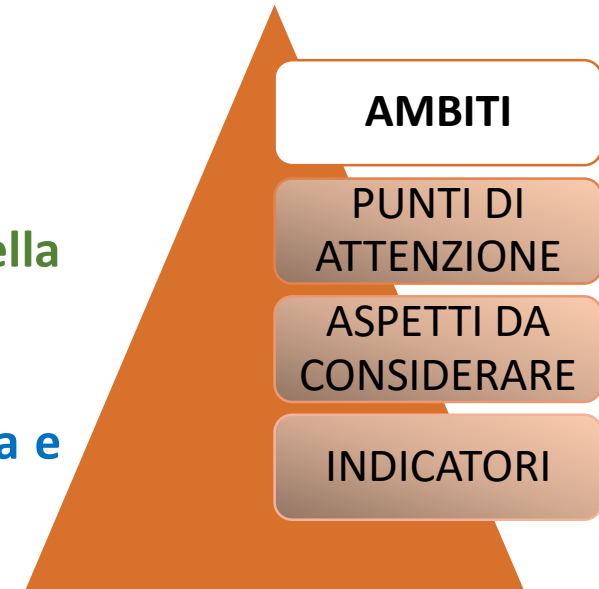 AMBITI
PUNTI DI
ATTENZIONE
ella
ASPETTI DA
CONSIDERARE
a e
INDICATORI